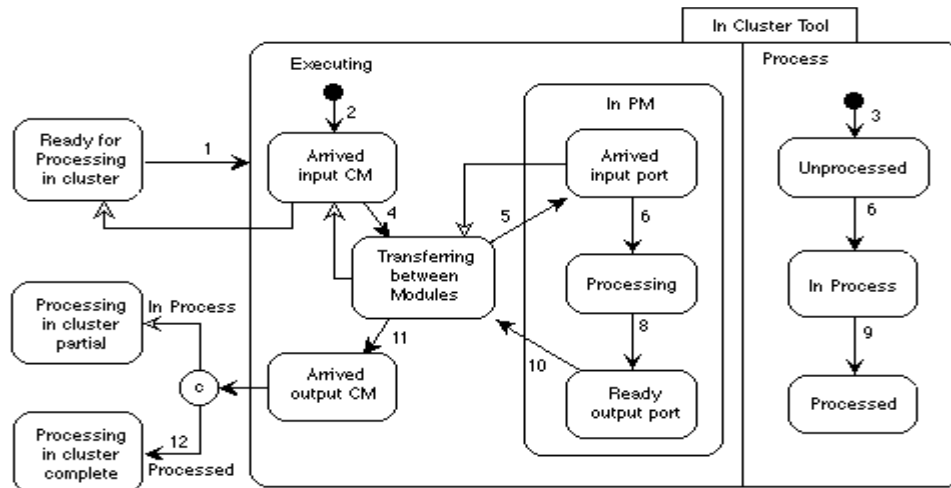 In Cluster Tool
Executing
Process
2
In PM
3
Ready for
Processing
in cluster
1
Arrived
input CM
Arrived
input port
Unprocessed
4
5
6
6
Transferring
between
Modules
Processing
In Process
Processing
in cluster
partial
In Process
11
8
9
10
Arrived
output CM
c
Ready
output port
Processed
Processing
in cluster
complete
12
Processed